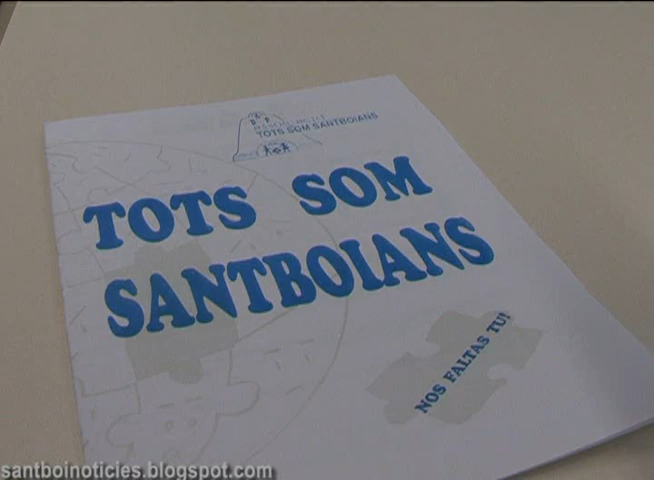 TOTS SOM SANTBOIANS
TOTS SOM
SANTBOIANS
NOS FALTAS TU!
santboinoticies.blogspot.com